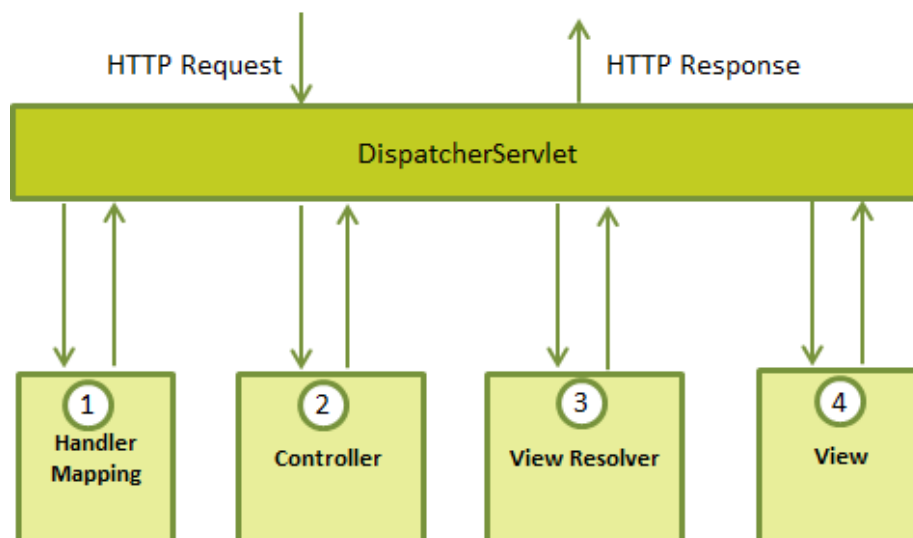 HTTP Request
HTTP Response
DispatcherServlet
1
Handler
Mapping
2
Controller
3
View Resolver
4
View